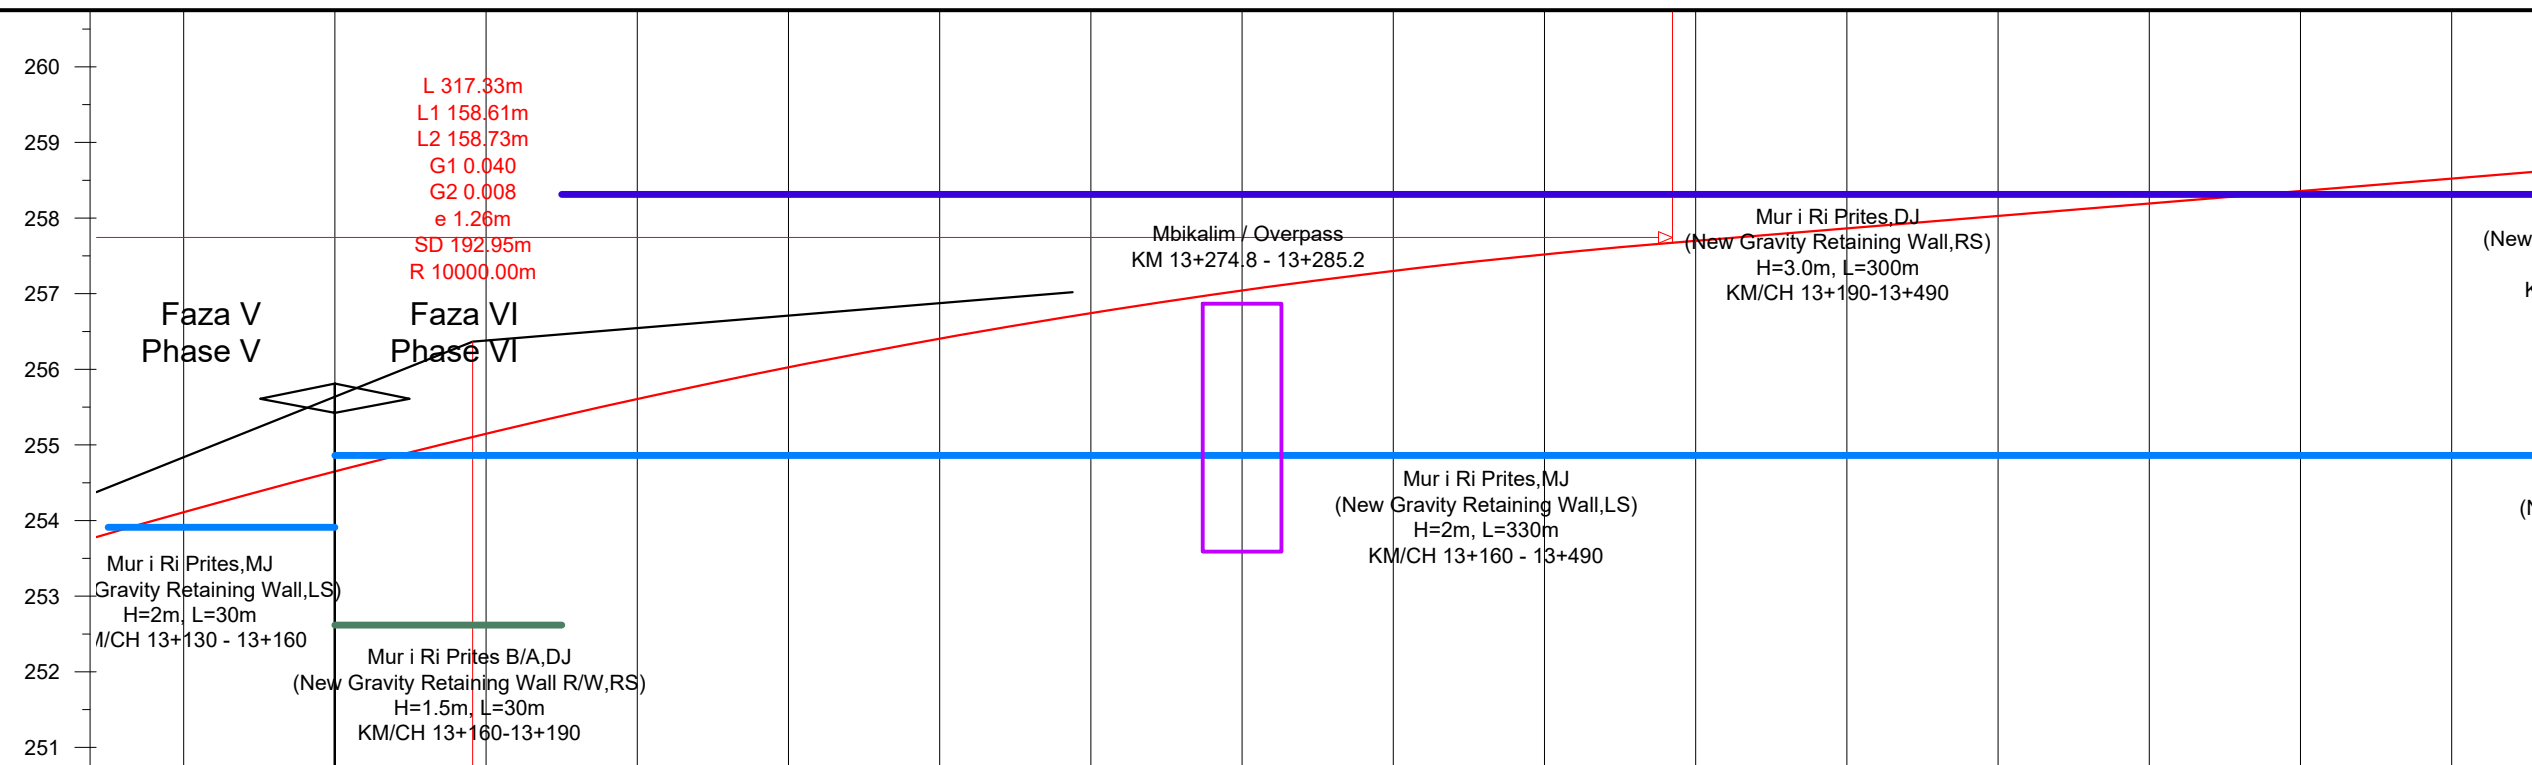 260
259
258
257
256
255
254
253
252
251
L 317.33m
L1 158.61m
L2 158.73m
G1 0.040
G2 0.008
e 1.26m
SD 192.95m
R 10000.00m
Faza V
Phase V
Faza VI
Phase VI
Mbikalim / Overpass
KM 13+274.8 - 13+285.2
Mur i Ri Prites,DJ
(New Gravity Retaining Wall,RS)
H=3.0m, L=300m
KM/CH 13+190-13+490
(New
K
Mur i Ri Prites,MJ
(New Gravity Retaining Wall,LS)
H=2m, L=330m
KM/CH 13+160 - 13+490
Mur i Ri Prites,MJ
Gravity Retaining Wall,LS)
H=2m, L=30m
M/CH 13+130 - 13+160
Mur i Ri Prites B/A,DJ
(New Gravity Retaining Wall R/W,RS)
H=1.5m, L=30m
KM/CH 13+160-13+190